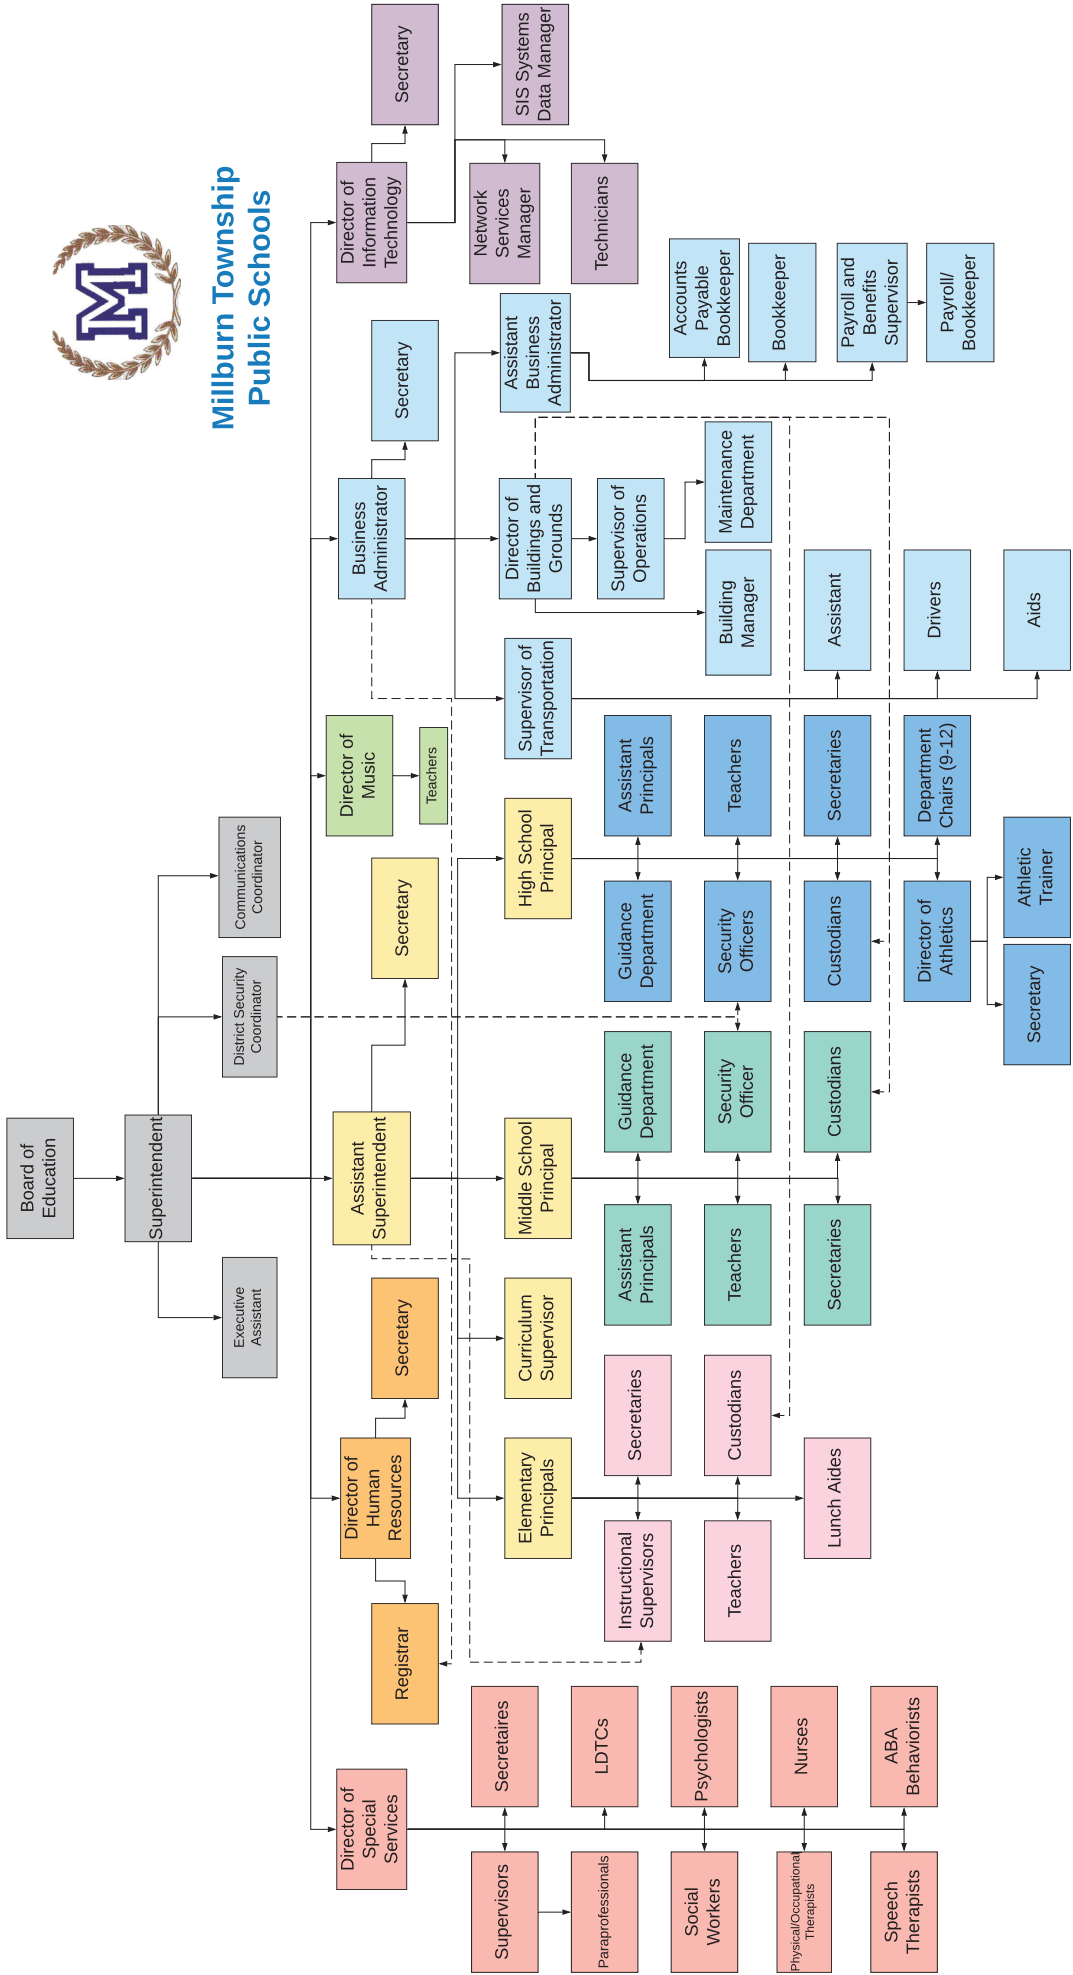 Millburn Township
Public Schools
M
Board of
Education
Superintendent
Executive
Assistant
District Security
Coordinator
Communications
Coordinator
Director of
Special
Services
Supervisors
Secretaires
Paraprofessionals
LDTCs
Social
Workers
Psychologists
Physical/Occupational
Therapists
Nurses
Speech
Therapists
ABA
Behaviorists
Director of
Human
Resources
Registrar
Secretary
Assistant
Superintendent
Secretary
Elementary
Principals
Curriculum
Supervisor
Middle School
Principal
High School
Principal
Instructional
Supervisors
Secretaries
Teachers
Custodians
Lunch Aides
Assistant
Principals
Guidance
Department
Teachers
Security
Officer
Secretaries
Custodians
Guidance
Department
Assistant
Principals
Security
Officers
Teachers
Custodians
Secretaries
Director of
Athletics
Department
Chairs (9-12)
Secretary
Athletic
Trainer
Director of
Music
Teachers
Business
Administrator
Secretary
Supervisor of
Transportation
Director of
Buildings and
Grounds
Assistant
Business
Administrator
Supervisor of
Operations
Building
Manager
Maintenance
Department
Assistant
Drivers
Aids
Accounts
Payable
Bookkeeper
Bookkeeper
Payroll and
Benefits
Supervisor
Payroll/
Bookkeeper
Director of
Information
Technology
Secretary
Network
Services
Manager
SIS Systems
Data Manager
Technicians